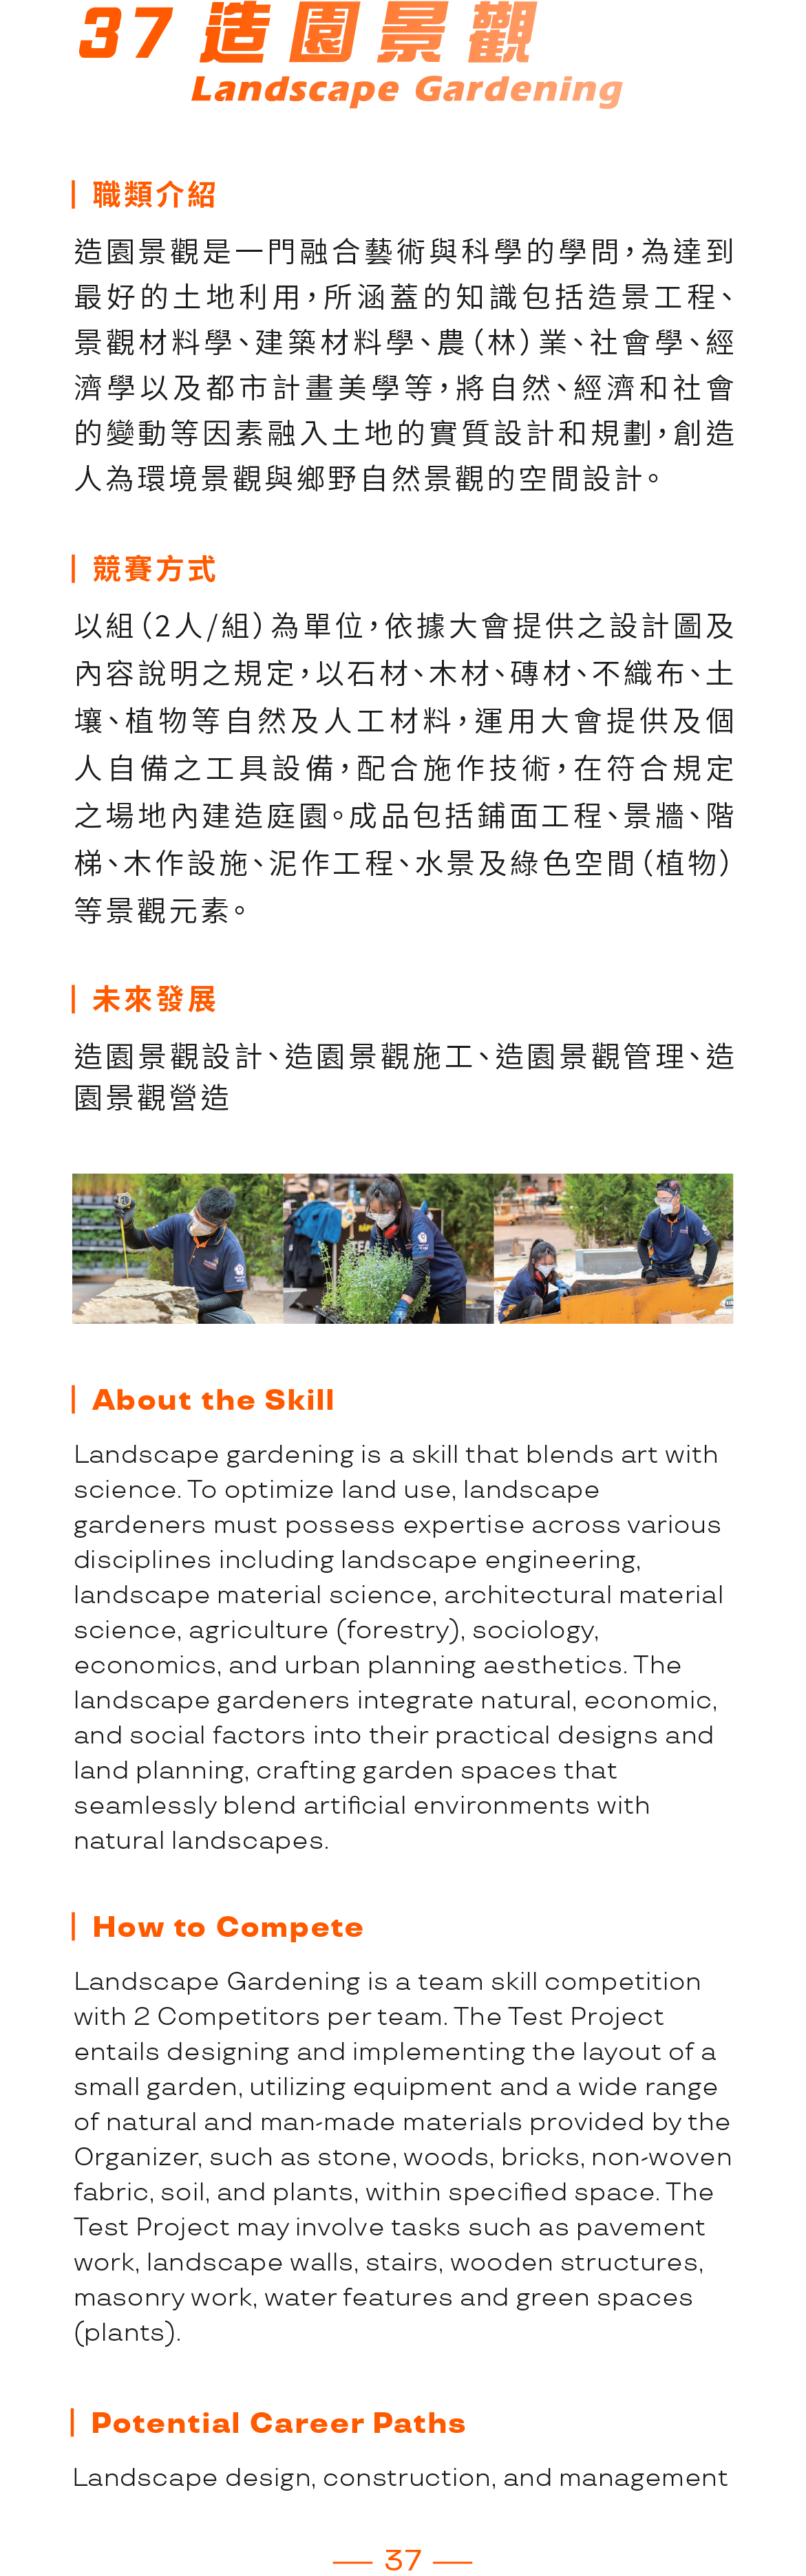 37 造園景觀
Landscape Gardening
職類介紹
造園景觀是一門融合藝術與科學的學問，為達到
最好的土地利用，所涵蓋的知識包括造景工程、
景觀材料學、建築材料學、農（林）業、社會學、經
濟學以及都市計畫美學等，將自然、經濟和社會
的變動等因素融入土地的實質設計和規劃，創造
人為環境景觀與鄉野自然景觀的空間設計。
競賽方式
以組（2人/組）為單位，依據大會提供之設計圖及
內容說明之規定，以石材、木材、磚材、不織布、土
壤、植物等自然及人工材料，運用大會提供及個
人自備之工具設備，配合施作技術，在符合規定
之場地內建造庭園。成品包括鋪面工程、景牆、階
梯、木作設施、泥作工程、水景及綠色空間（植物）
等景觀元素。
未來發展
造園景觀設計、造園景觀施工、造園景觀管理、造
園景觀營造
About the Skill
Landscape gardening is a skill that blends art with
science. To optimize land use, landscape
gardeners must possess expertise across various
disciplines including landscape engineering,
landscape material science, architectural material
science, agriculture (forestry), sociology,
economics, and urban planning aesthetics. The
landscape gardeners integrate natural, economic,
and social factors into their practical designs and
land planning, crafting garden spaces that
seamlessly blend artificial environments with
natural landscapes.
How to Compete
Landscape Gardening is a team skill competition
with 2 Competitors per team. The Test Project
entails designing and implementing the layout of a
small garden, utilizing equipment and a wide range
of natural and man-made materials provided by the
Organizer, such as stone, woods, bricks, non-woven
fabric, soil, and plants, within specified space. The
Test Project may involve tasks such as pavement
work, landscape walls, stairs, wooden structures,
masonry work, water features and green spaces
(plants).
Potential Career Paths
Landscape design, construction, and management
37